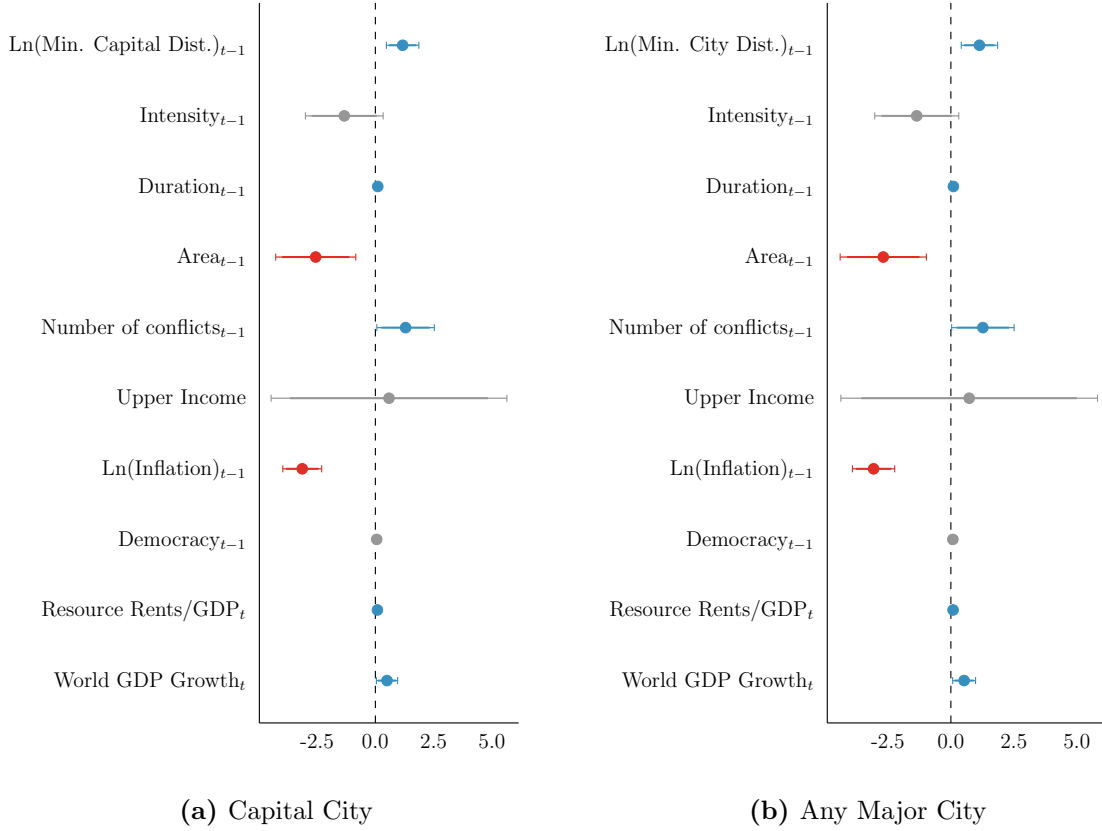 Ln(Min. Capital Dist.)t−1
Intensityt−1
Durationt−1
Areat−1
Number of conflictst−1
Upper Income
Ln(Inflation)t−1
Democracyt−1
Resource Rents/GDPt
World GDP Growtht
-2.5 0.0 2.5 5.0
(a) Capital City
Ln(Min. City Dist.)t−1
Intensityt−1
Durationt−1
Areat−1
Number of conflictst−1
Upper Income
Ln(Inflation)t−1
Democracyt−1
Resource Rents/GDPt
World GDP Growtht
-2.5 0.0 2.5 5.0
(b) Any Major City